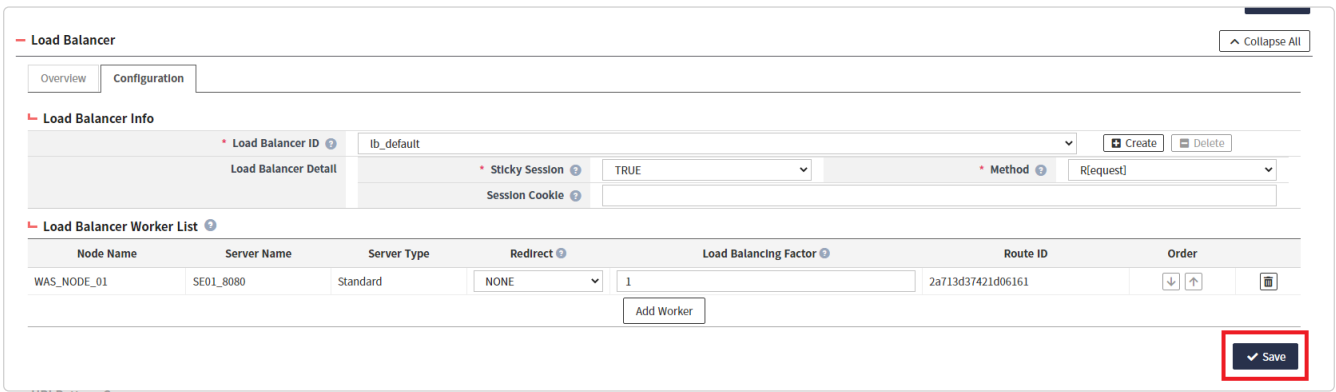 Load Balancer
Collapse All
Overview Configuration
Load Balancer Info
* Load Balancer ID ? lb_default Create Delete
Load Balancer Detail * Sticky Session ? TRUE * Method ? R[equest]
Session Cookie ?
Load Balancer Worker List ?
Node Name Server Name Server Type Redirect ? Load Balancing Factor ? Route ID Order
WAS_NODE_01 SE01_8080 Standard NONE 1 2a713d37421d06161
Add Worker
Save